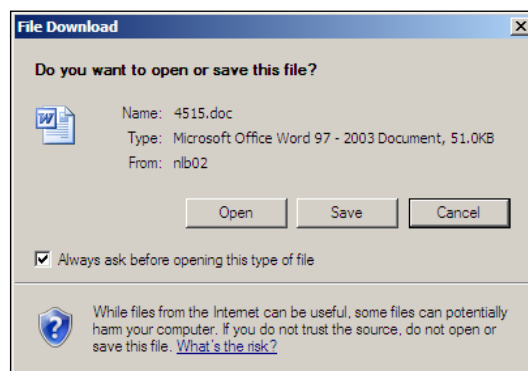 File Download
Do you want to open or save this file?
Name: 4515.doc
Type: Microsoft Office Word 97 - 2003 Document, 51.0KB
From: nlb02
Open Save Cancel
Always ask before opening this type of file
While files from the Internet can be useful, some files can potentially
harm your computer. If you do not trust the source, do not open or
save this file. What's the risk?